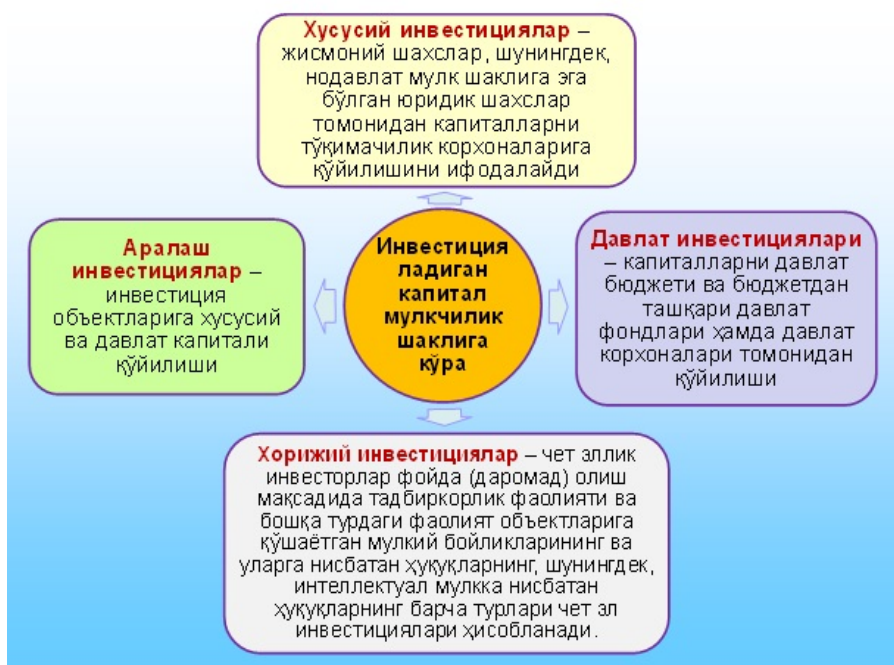 Хусусий инвестициялар –
жисмоний шахслар, шунингдек,
нодавлат мулк шаклига эга
бўлган юридик шахслар
томонидан капиталларни
тўқимачилик корхоналарига
қўйилишини ифодалайди
Аралаш
инвестициялар –
инвестиция
объектларига хусусий
ва давлат капитали
қўйилиши
Инвестиция
ладиган
капитал
мулкчилик
шаклига
кўра
Давлат инвестициялари
– капиталларни давлат
бюджети ва бюджетдан
ташқари давлат
фондлари ҳамда давлат
корхоналари томонидан
қўйилиши
Хорижий инвестициялар – чет эллик
инвесторлар фойда (даромад) олиш
мақсадида тадбиркорлик фаолияти ва
бошқа турдаги фаолият объектларига
қўшаётган мулкий бойликларининг ва
уларга нисбатан ҳуқуқларнинг, шунингдек,
интеллектуал мулкка нисбатан
ҳуқуқларнинг барча турлари чет эл
инвестициялари ҳисобланади.